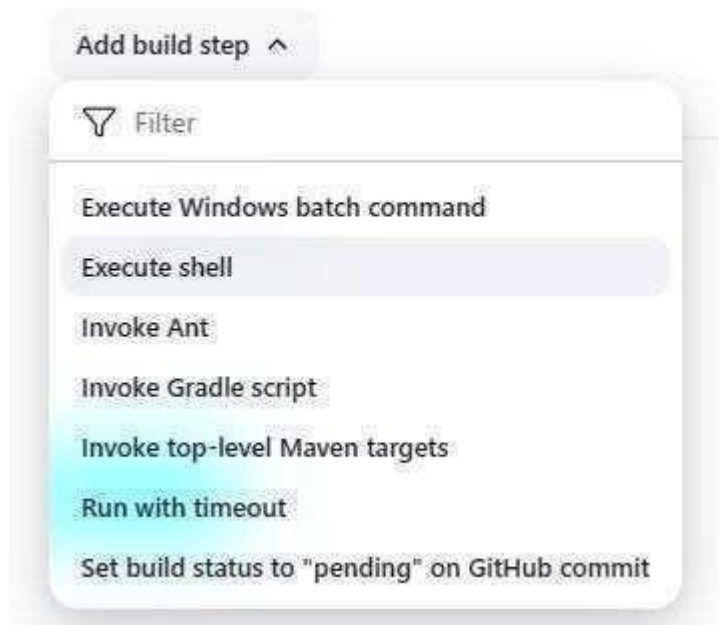 Add build step
Filter
Execute Windows batch command
Execute shell
Invoke Ant
Invoke Gradle script
Invoke top-level Maven targets
Run with timeout
Set build status to "pending" on GitHub commit